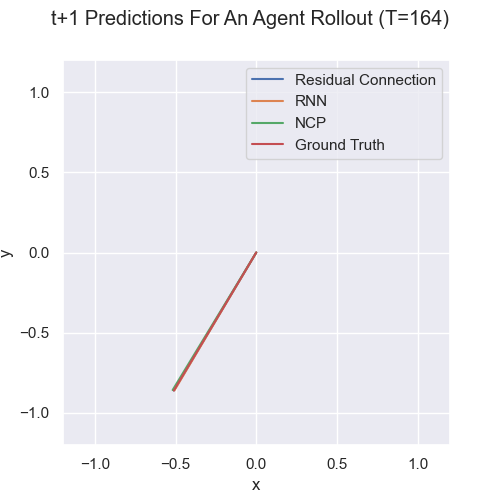 t+1 Predictions For An Agent Rollout (T=164)
Residual Connection
RNN
NCP
Ground Truth
1.0
0.5
0.0
−0.5
−1.0
y
−1.0 −0.5 0.0 0.5 1.0
x